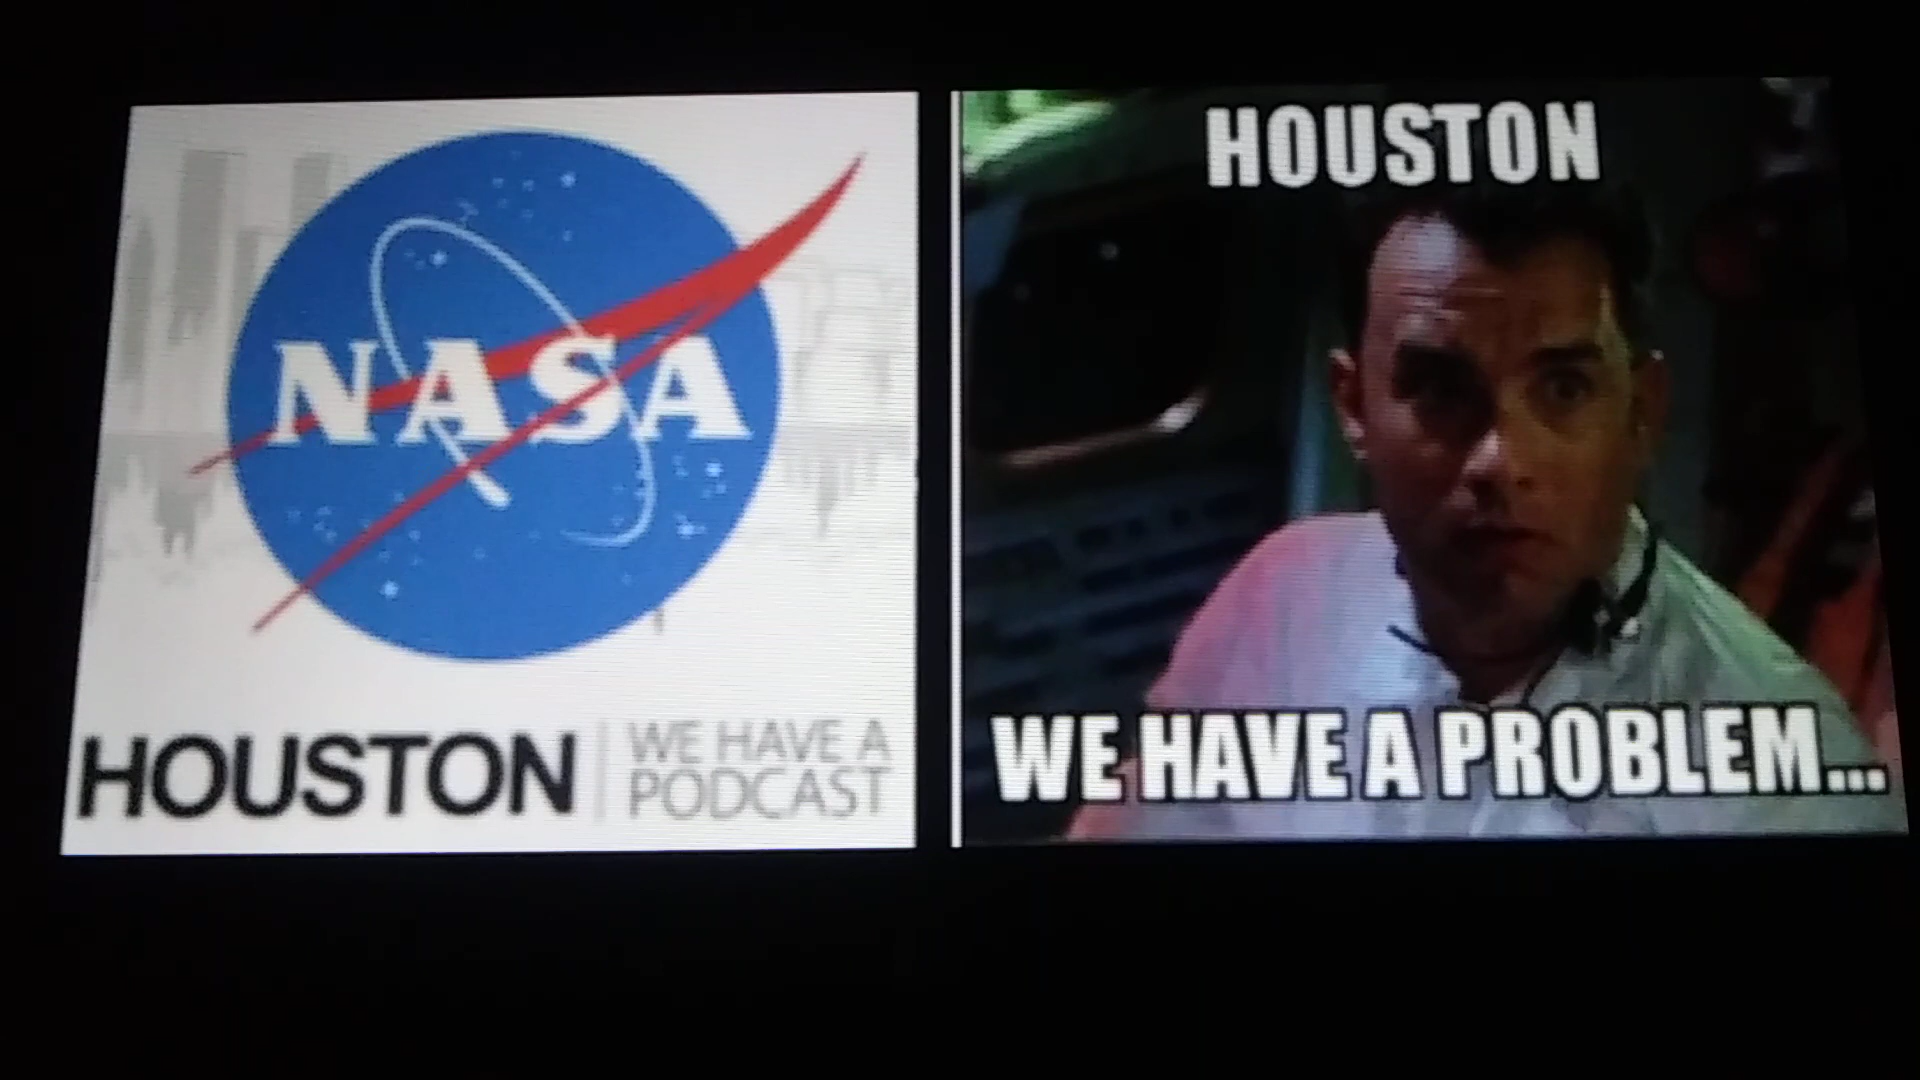 NASA
HOUSTON
WE HAVE A
PODCAST
HOUSTON
WE HAVE A PROBLEM...